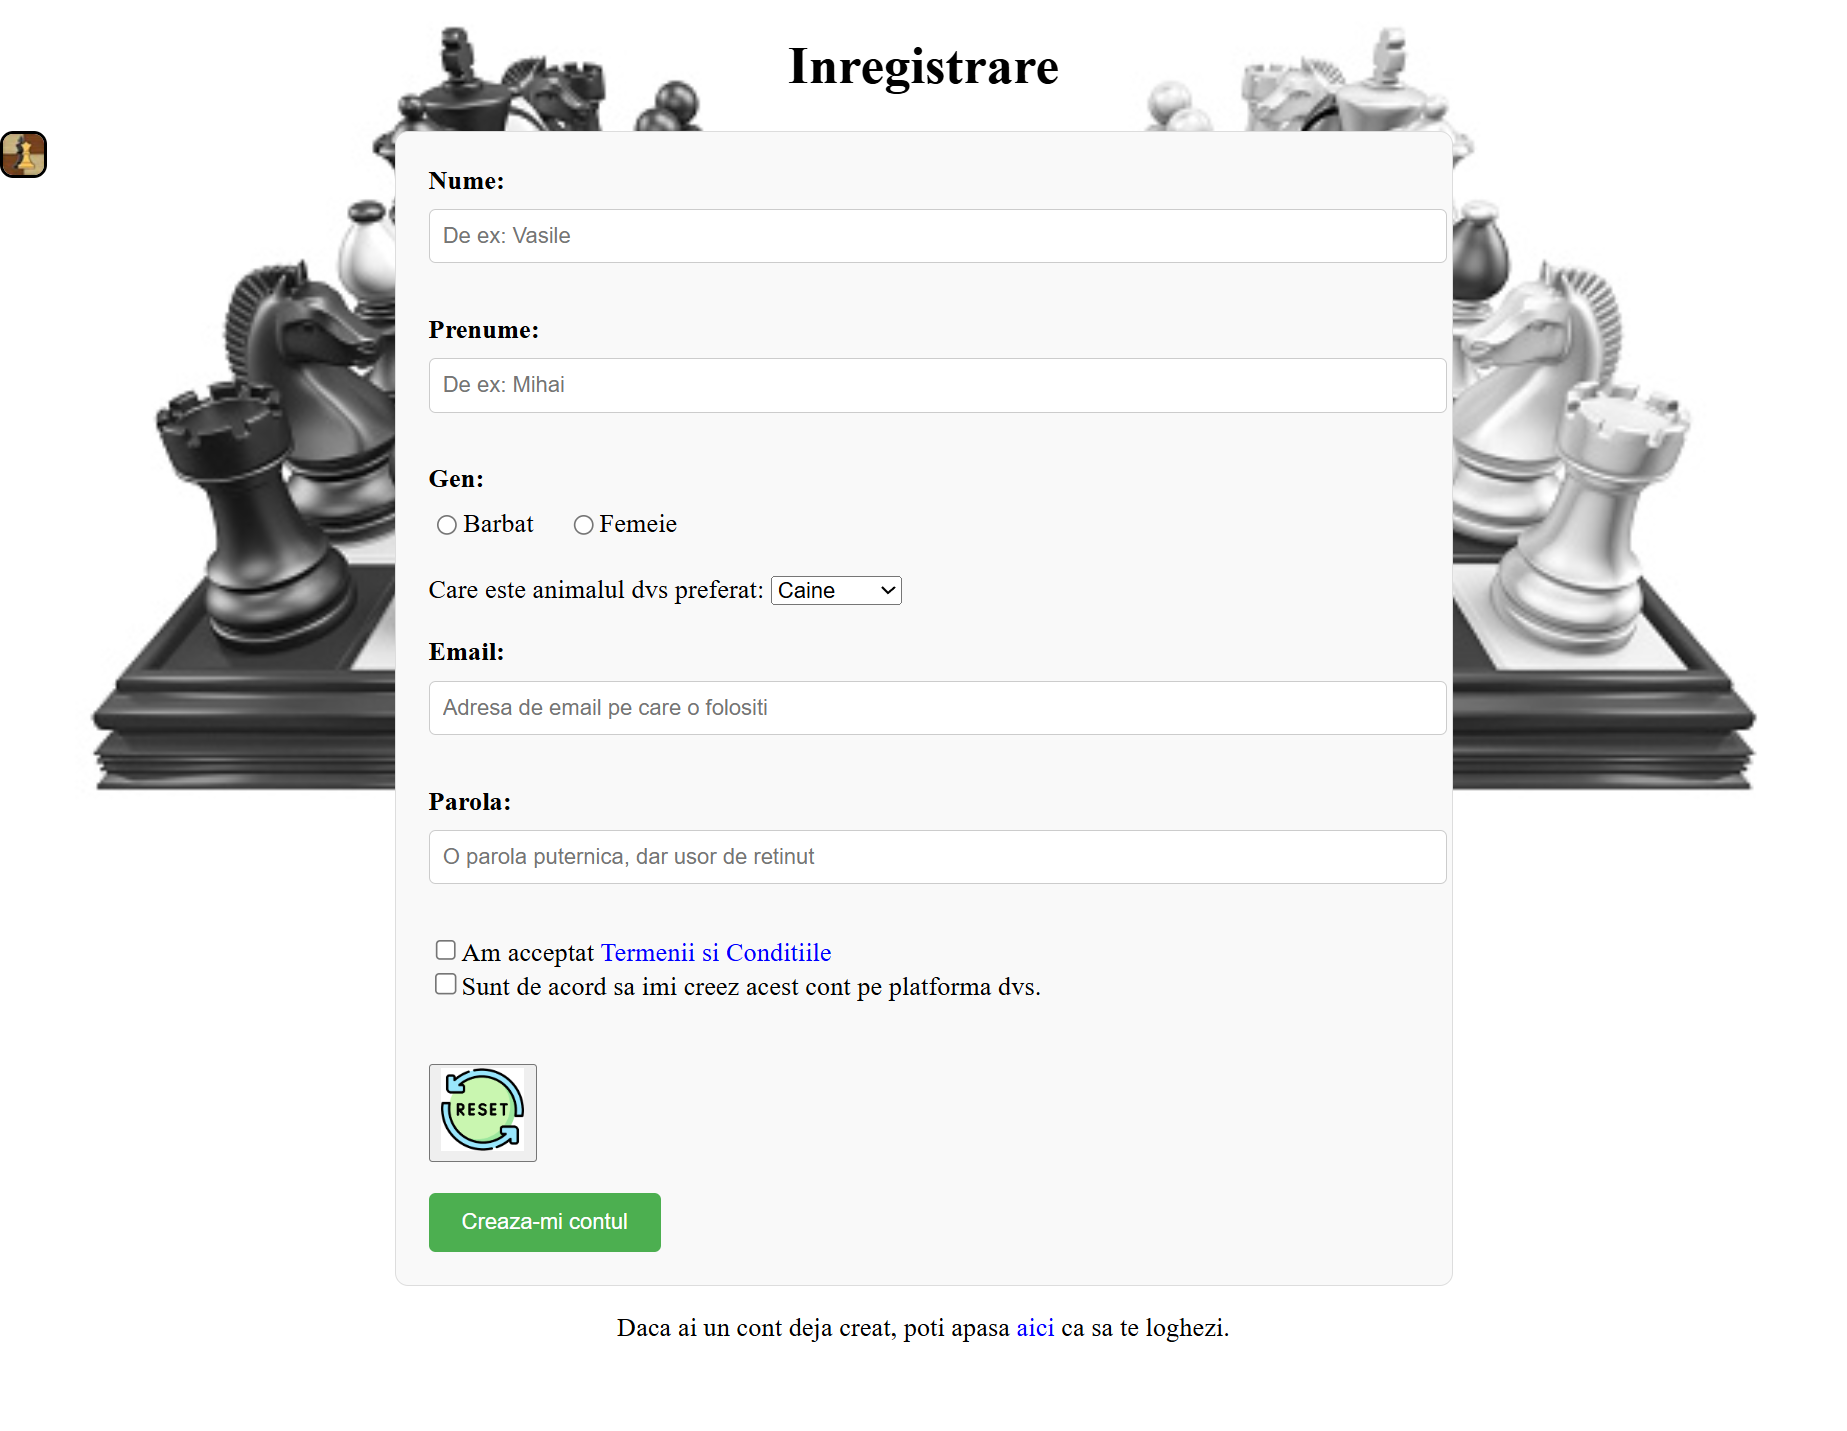 Inregistrare
Nume:
De ex: Vasile
Prenume:
De ex: Mihai
Gen:
Barbat Femeie
Care este animalul dvs preferat: Caine
Email:
Adresa de email pe care o folositi
Parola:
O parola puternica, dar usor de retinut
Am acceptat Termenii si Conditiile
Sunt de acord sa imi creez acest cont pe platforma dvs.
RESET
Creaza-mi contul
Daca ai un cont deja creat, poti apasa aici ca sa te loghezi.